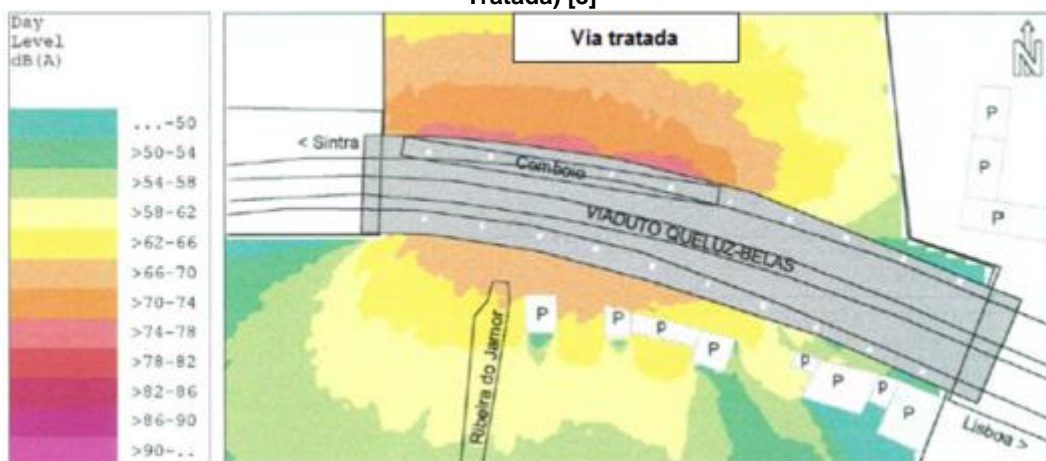 Tratada) [6]
Day
Level
dB(A)
...-50
>50-54
>54-58
>58-62
>62-66
>66-70
>70-74
>74-78
>78-82
>82-86
>86-90
>90-..
Via tratada
N
< Sintra
Comboio
VIADUTO QUELUZ-BELAS
Ribeira do Jamor
P
P
P
P
P
p
P
p
P
p
P
Lisboa >